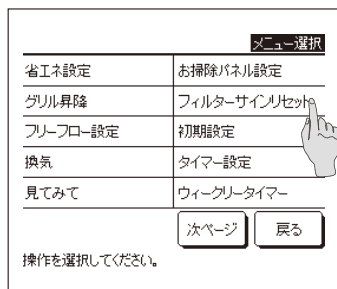 メニュー選択
省エネ設定 お掃除パネル設定
グリル昇降 フィルターサインリセット
フリーフロー設定 初期設定
換気 タイマー設定
見てみて ウィークリータイマー
次ページ 戻る
操作を選択してください。